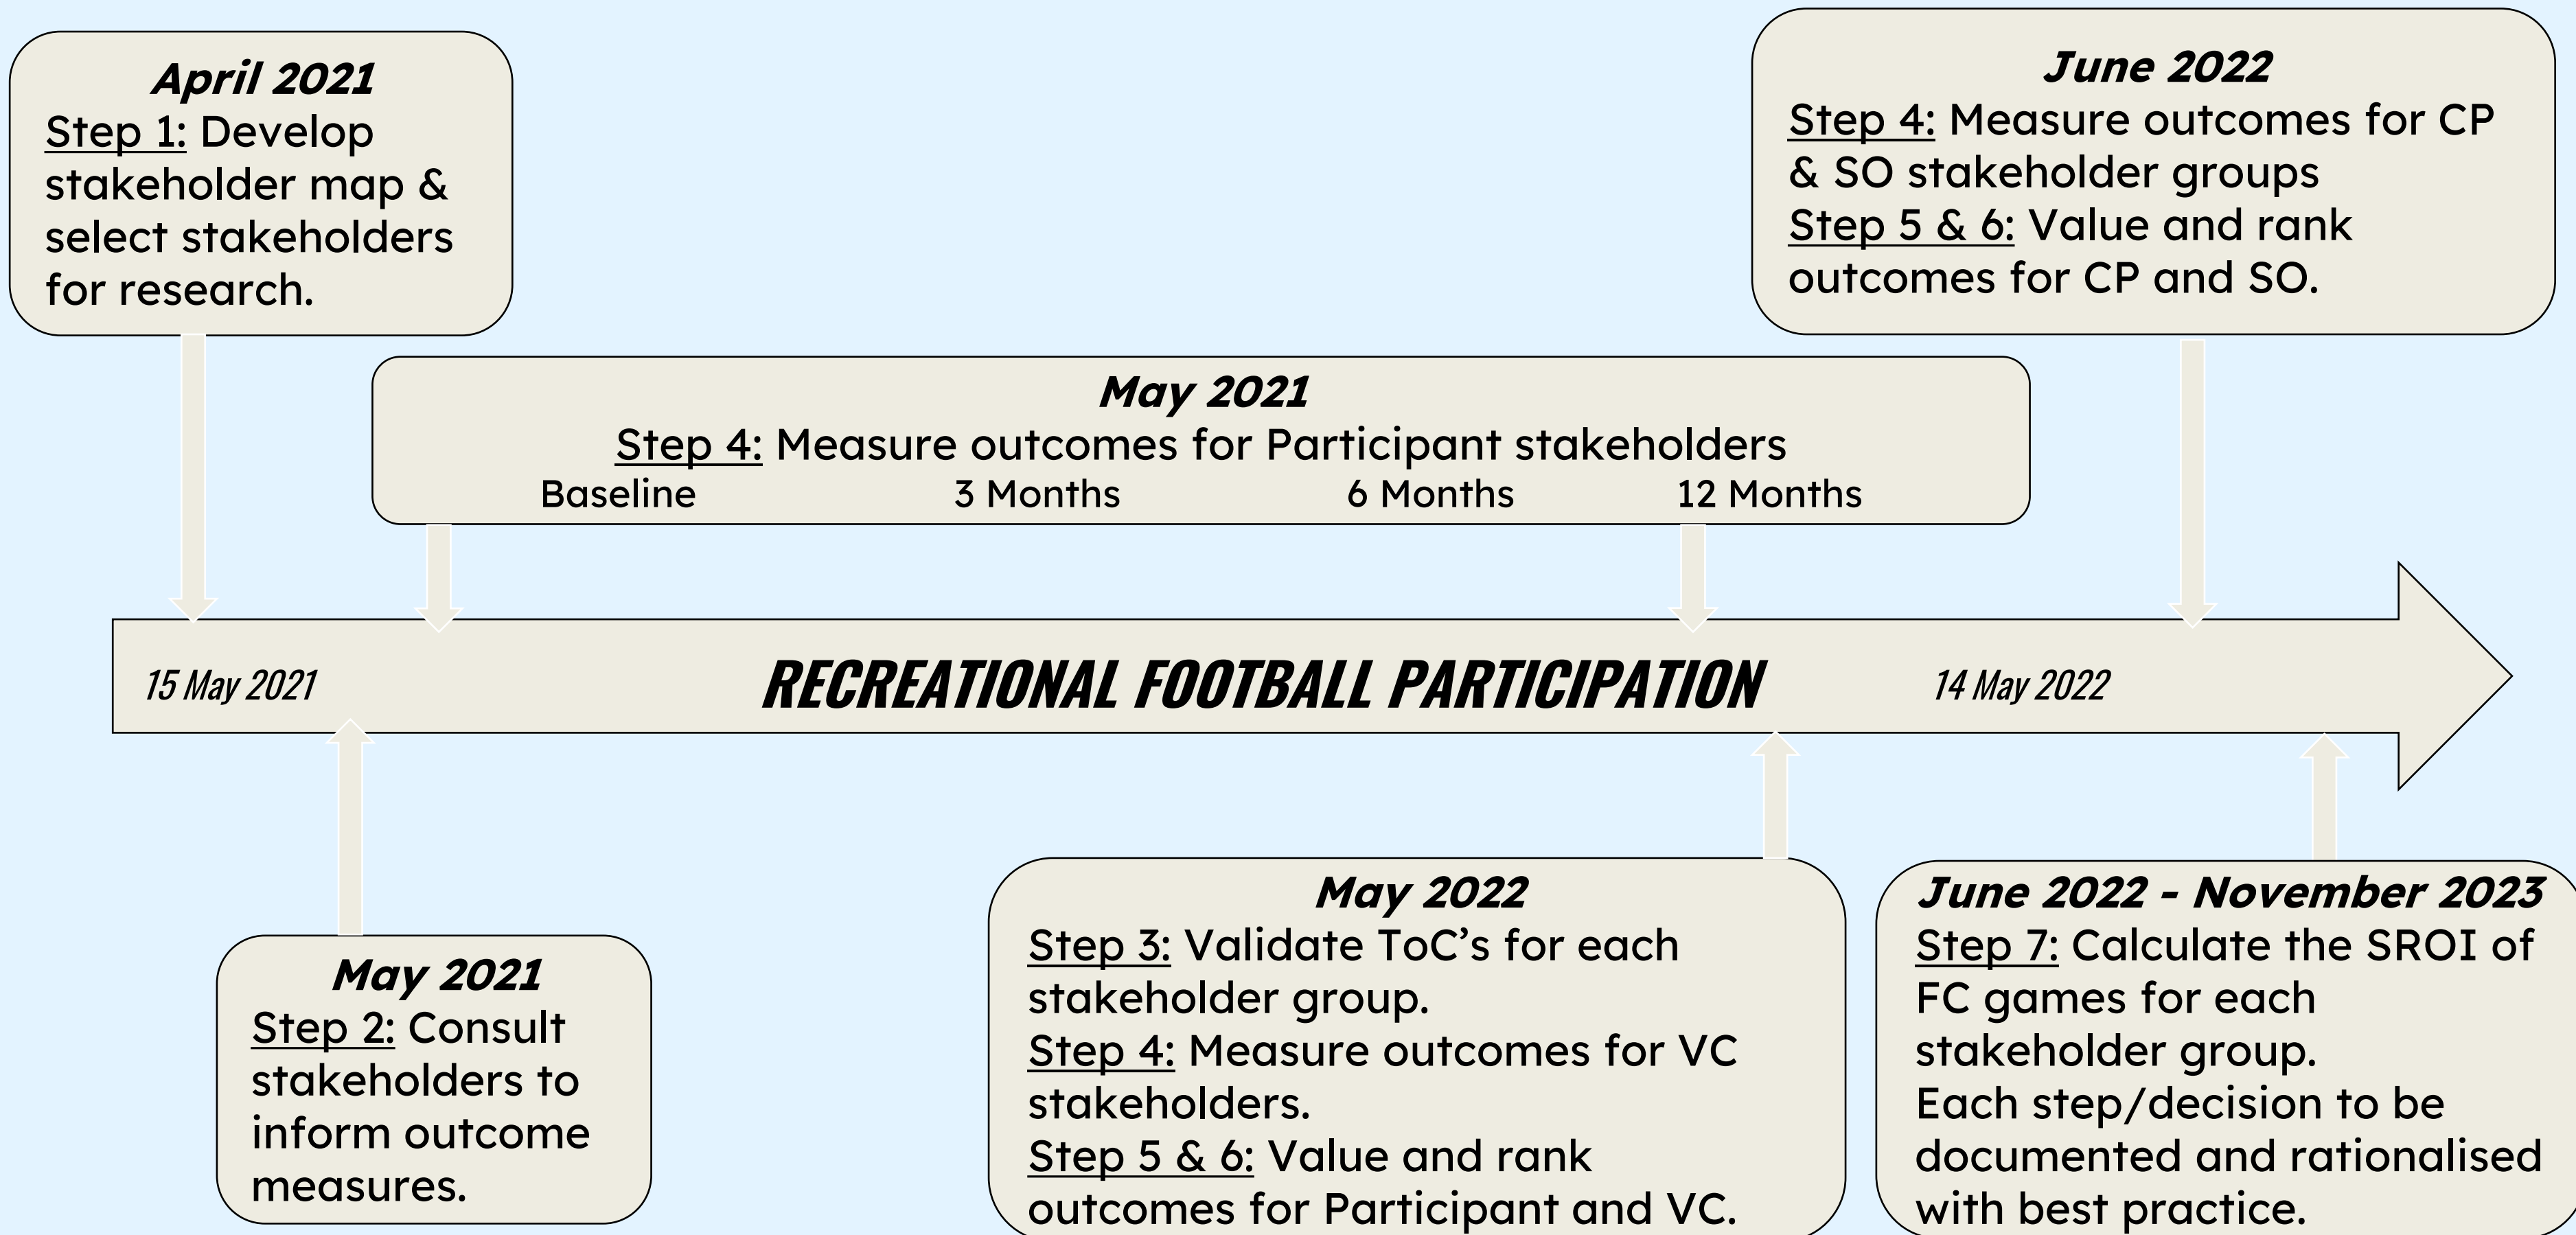 April 2021
Step 1: Develop
stakeholder map &
select stakeholders
for research.
June 2022
Step 4: Measure outcomes for CP
& SO stakeholder groups
Step 5 & 6: Value and rank
outcomes for CP and SO.
May 2021
Step 4: Measure outcomes for Participant stakeholders
Baseline 3 Months 6 Months 12 Months
15 May 2021 RECREATIONAL FOOTBALL PARTICIPATION 14 May 2022
May 2021
Step 2: Consult
stakeholders to
inform outcome
measures.
May 2022
Step 3: Validate ToC’s for each
stakeholder group.
Step 4: Measure outcomes for VC
stakeholders.
Step 5 & 6: Value and rank
outcomes for Participant and VC.
June 2022 - November 2023
Step 7: Calculate the SROI of
FC games for each
stakeholder group.
Each step/decision to be
documented and rationalised
with best practice.